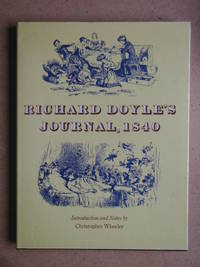 RICHARD DOYLE'S
JOURNAL, 1840
Introduction and Notes by
Christopher Wheeler